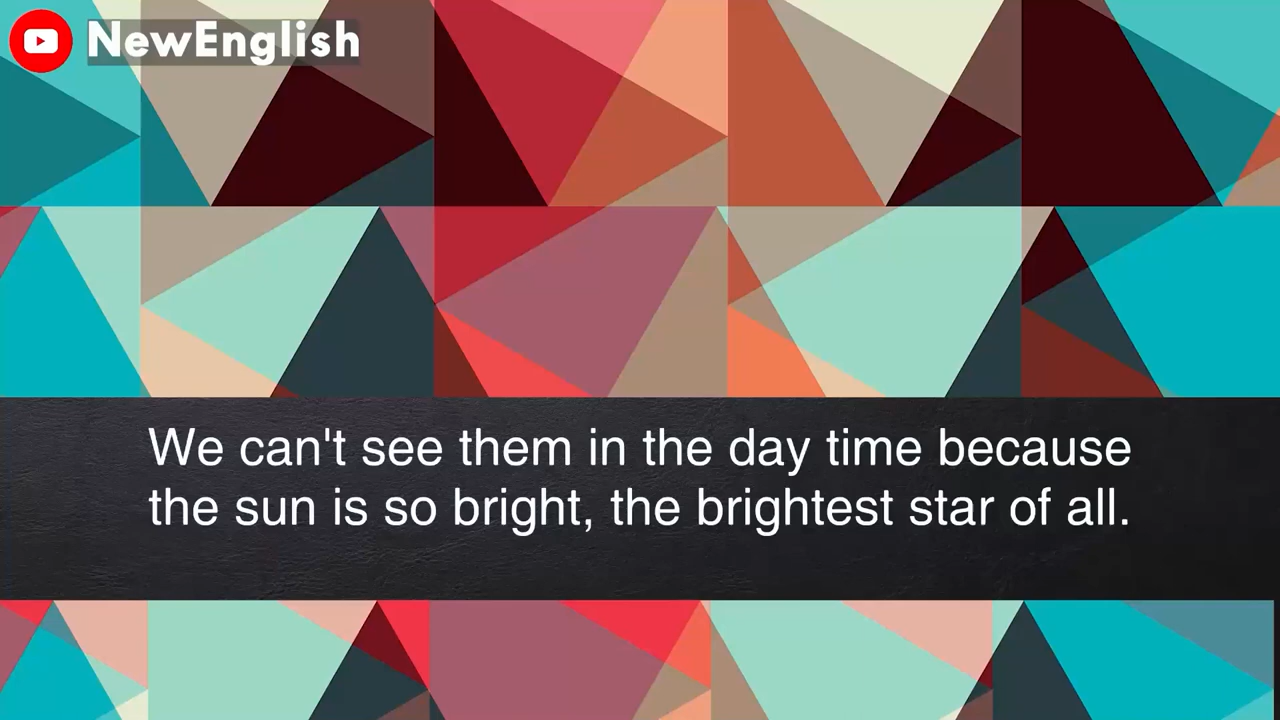 NewEnglish
We can't see them in the day time because
the sun is so bright, the brightest star of all.